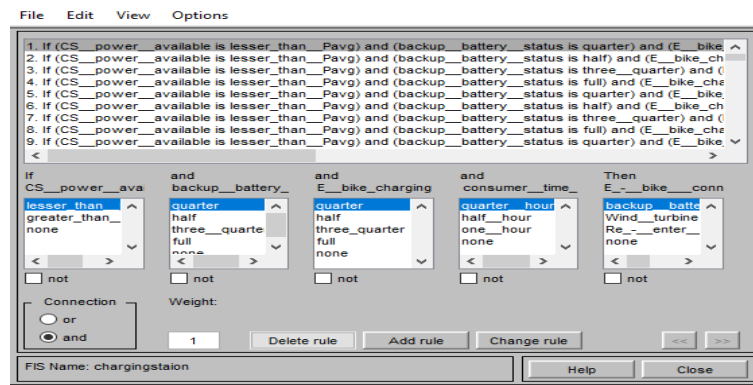 File Edit View Options
1. If (CS__power__available is lesser_than__Pavg) and (backup__battery__status is quarter) and (E__bike_
2. If (CS__power__available is lesser_than__Pavg) and (backup__battery__status is half) and (E__bike_ch
3. If (CS__power__available is lesser_than__Pavg) and (backup__battery__status is three__quarter) and (
4. If (CS__power__available is lesser_than__Pavg) and (backup__battery__status is full) and (E__bike_cha
5. If (CS__power__available is lesser_than__Pavg) and (backup__battery__status is quarter) and (E__bike_
6. If (CS__power__available is lesser_than__Pavg) and (backup__battery__status is half) and (E__bike_ch
7. If (CS__power__available is lesser_than__Pavg) and (backup__battery__status is three__quarter) and (
8. If (CS__power__available is lesser_than__Pavg) and (backup__battery__status is full) and (E__bike_cha
9. If (CS__power__available is lesser_than__Pavg) and (backup__battery__status is quarter) and (E__bike_
If and and and Then
CS__power__avai backup__battery_ E__bike_charging consumer__time_ E_-__bike___conn
lesser_than_ quarter quarter quarter__hour backup__batte
greater_than_ half half half__hour Wind__turbine
none three__quarte three_quarter one__hour Re_-__enter__
full full none none
none none
not not not not not
Connection Weight:
or
and 1 Delete rule Add rule Change rule << >>
FIS Name: chargingstaion Help Close